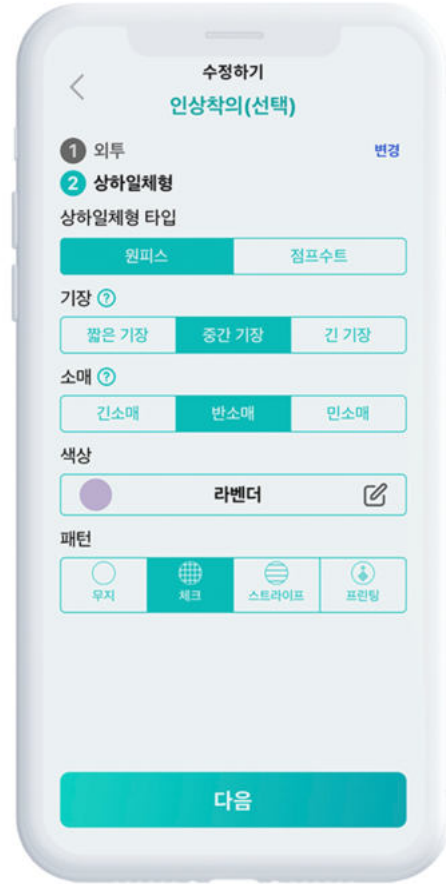 수정하기
인상착의(선택)
1 외투 변경
2 상하일체형
상하일체형 타입
원피스 점프수트
기장 ?
짧은 기장 중간 기장 긴 기장
소매 ?
긴소매 반소매 민소매
색상
라벤더
패턴
무지 체크 스트라이프 프린팅
다음